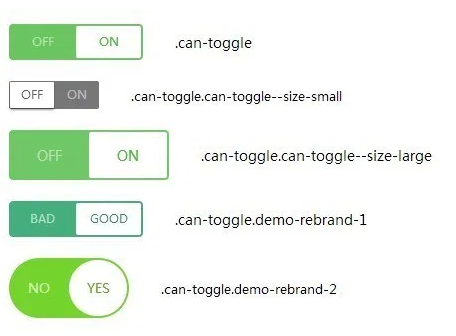 OFF ON .can-toggle
OFF ON .can-toggle.can-toggle--size-small
OFF ON .can-toggle.can-toggle--size-large
BAD GOOD .can-toggle.demo-rebrand-1
NO YES .can-toggle.demo-rebrand-2